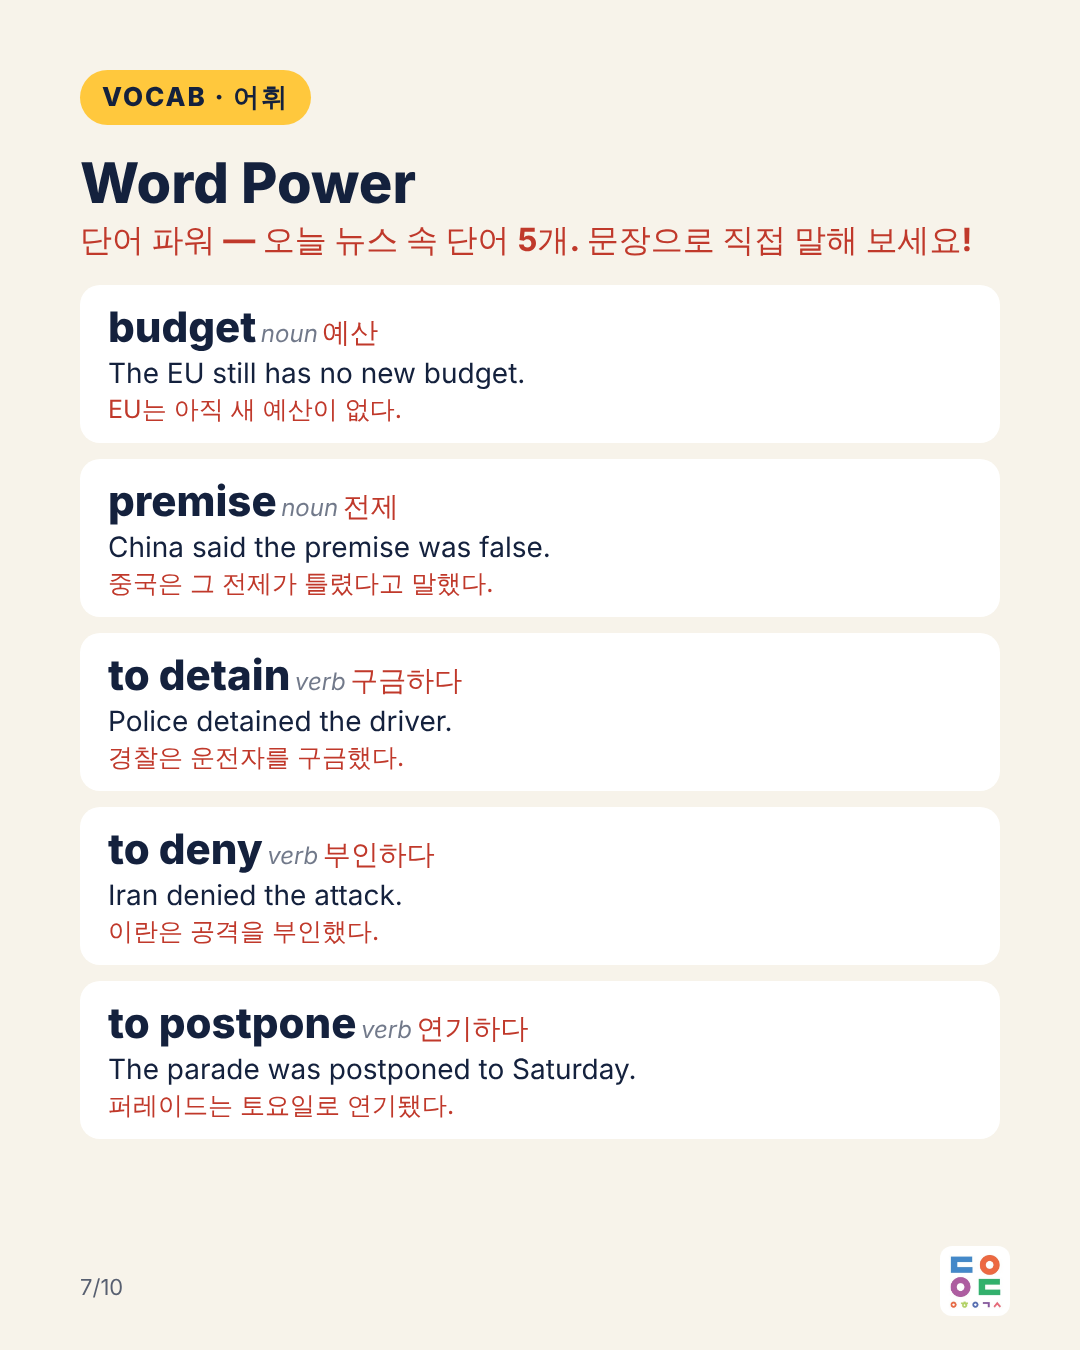 VOCAB · 어휘
Word Power
단어 파워 — 오늘 뉴스 속 단어 5개. 문장으로 직접 말해 보세요!
budget noun 예산
The EU still has no new budget.
EU는 아직 새 예산이 없다.
premise noun 전제
China said the premise was false.
중국은 그 전제가 틀렸다고 말했다.
to detain verb 구금하다
Police detained the driver.
경찰은 운전자를 구금했다.
to deny verb 부인하다
Iran denied the attack.
이란은 공격을 부인했다.
to postpone verb 연기하다
The parade was postponed to Saturday.
퍼레이드는 토요일로 연기됐다.
7/10
ㄷㅇ
ㅇㄷ
ㅇㅎㅇㄱㅅ